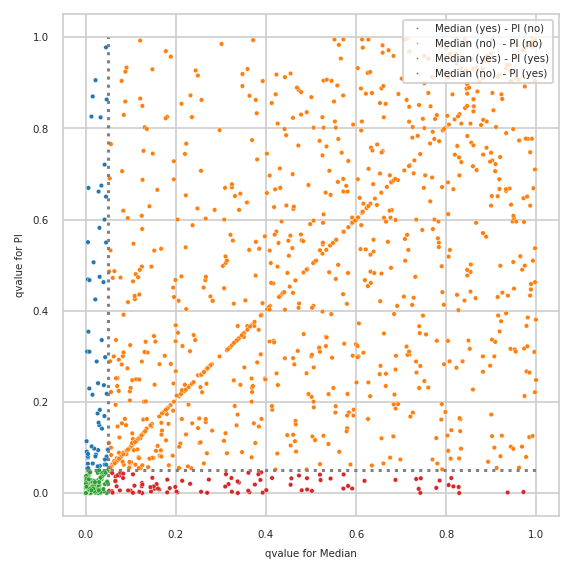 Median (yes) - PI (no)
Median (no)  - PI (no)
Median (yes) - PI (yes)
Median (no)  - PI (yes)
1.0
0.8
0.6
0.4
0.2
0.0
qvalue for PI
0.0 0.2 0.4 0.6 0.8 1.0
qvalue for Median